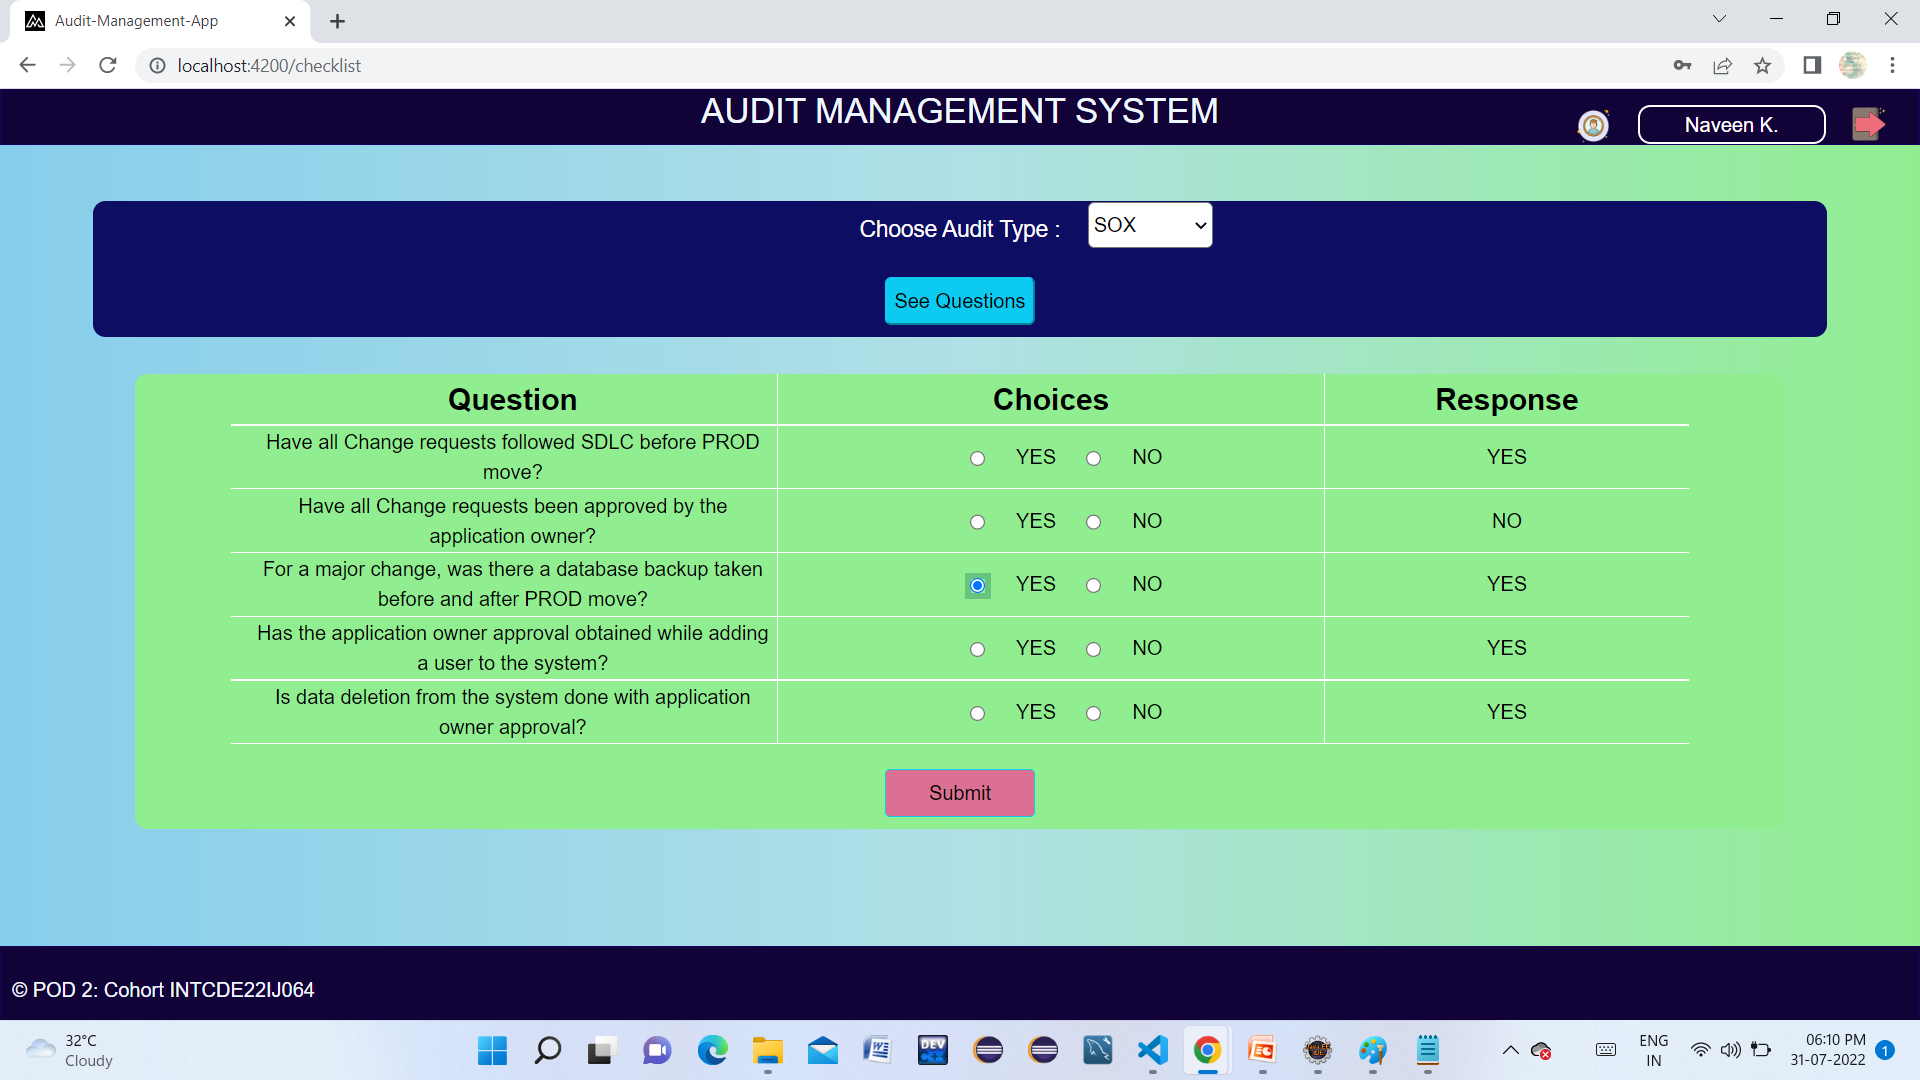 Audit-Management-App
localhost:4200/checklist
AUDIT MANAGEMENT SYSTEM
Naveen K.
Choose Audit Type :
SOX
See Questions
Question Choices Response
Have all Change requests followed SDLC before PROD
move?
YES NO YES
Have all Change requests been approved by the
application owner?
YES NO NO
For a major change, was there a database backup taken
before and after PROD move?
YES NO YES
Has the application owner approval obtained while adding
a user to the system?
YES NO YES
Is data deletion from the system done with application
owner approval?
YES NO YES
Submit
© POD 2: Cohort INTCDE22IJ064
32°C
Cloudy
DEV
C++
ENG
IN
06:10 PM
31-07-2022
1